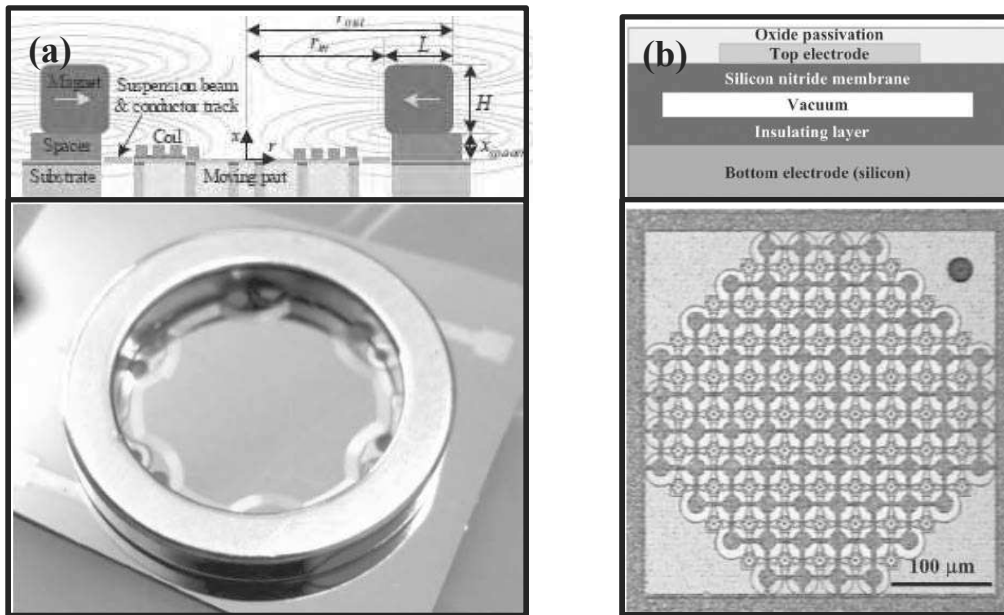 (a)
r_out
r_in
L
Magnet
Suspension beam
& conductor track
H
Coil
x
Spacer
r
x_spacer
Substrate
Moving part
(b)
Oxide passivation
Top electrode
Silicon nitride membrane
Vacuum
Insulating layer
Bottom electrode (silicon)
100 μm